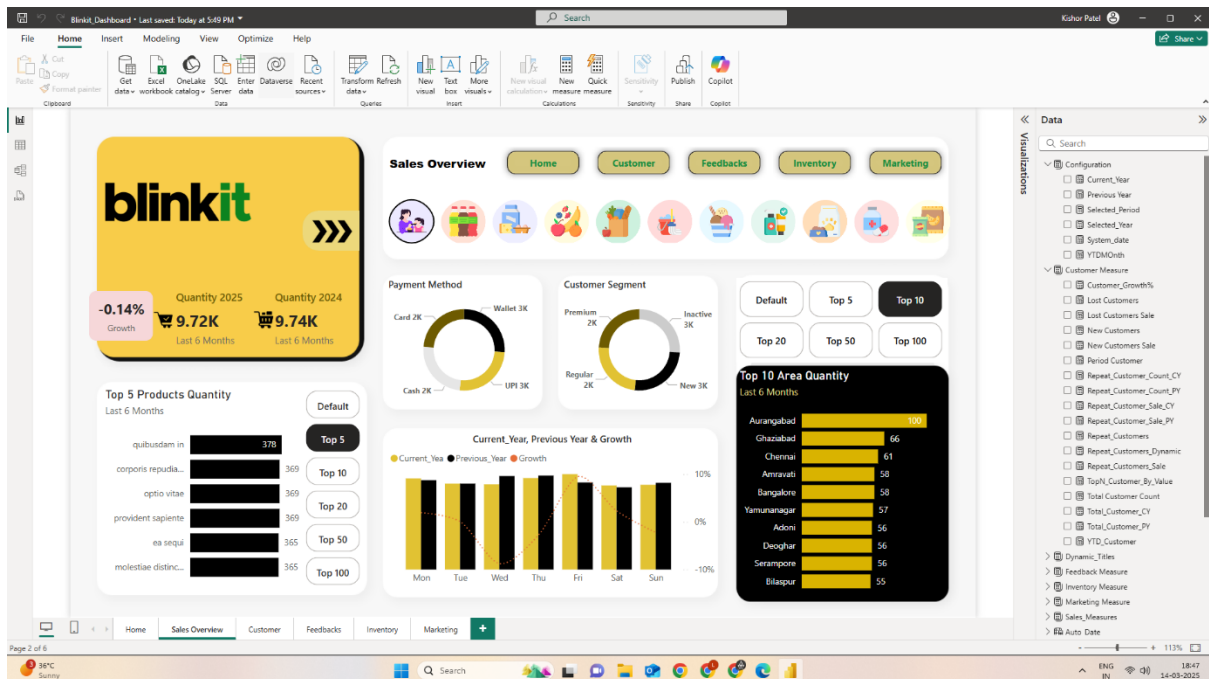 Blinkit_Dashboard • Last saved: Today at 5:49 PM
Search
Kishor Patel
File Home Insert Modeling View Optimize Help
Share
Paste
Cut
Copy
Format painter
Clipboard
Get data
Excel workbook
OneLake catalog
SQL Server
Enter data
Dataverse
Recent sources
Data
Transform data
Refresh
Queries
New visual
Text box
More visuals
Insert
New visual calculation
New measure
Quick measure
Calculations
Sensitivity
Sensitivity
Publish
Share
Copilot
Copilot
blinkit
-0.14%
Growth
Quantity 2025
9.72K
Last 6 Months
Quantity 2024
9.74K
Last 6 Months
Sales Overview
Home
Customer
Feedbacks
Inventory
Marketing
Payment Method
Card 2K
Wallet 3K
Cash 2K
UPI 3K
Customer Segment
Premium 2K
Inactive 3K
Regular 2K
New 3K
Default
Top 5
Top 10
Top 20
Top 50
Top 100
Top 5 Products Quantity
Last 6 Months
quibusdam in 378
corporis repudia... 369
optio vitae 369
provident sapiente 369
ea sequi 365
molestiae distinc... 365
Default
Top 5
Top 10
Top 20
Top 50
Top 100
Current_Year, Previous Year & Growth
Current_Yea Previous_Year Growth
10%
0%
-10%
Mon Tue Wed Thu Fri Sat Sun
Top 10 Area Quantity
Last 6 Months
Aurangabad 100
Ghaziabad 66
Chennai 61
Amravati 58
Bangalore 58
Yamunanagar 57
Adoni 56
Deoghar 56
Serampore 56
Bilaspur 55
Visualizations
Data
Search
Configuration
Current_Year
Previous Year
Selected_Period
Selected_Year
System_date
YTDMOnth
Customer Measure
Customer_Growth%
Lost Customers
Lost Customers Sale
New Customers
New Customers Sale
Period Customer
Repeat_Customer_Count_CY
Repeat_Customer_Count_PY
Repeat_Customer_Sale_CY
Repeat_Customer_Sale_PY
Repeat_Customers
Repeat_Customers_Dynamic
Repeat_Customers_Sale
TopN_Customer_By_Value
Total Customer Count
Total_Customer_CY
Total_Customer_PY
YTD_Customer
Dynamic_Titles
Feedback Measure
Inventory Measure
Marketing Measure
Sales_Measures
Auto Date
Home
Sales Overview
Customer
Feedbacks
Inventory
Marketing
Page 2 of 6
113%
3
36°C
Sunny
Search
ENG
IN
18:47
14-03-2025